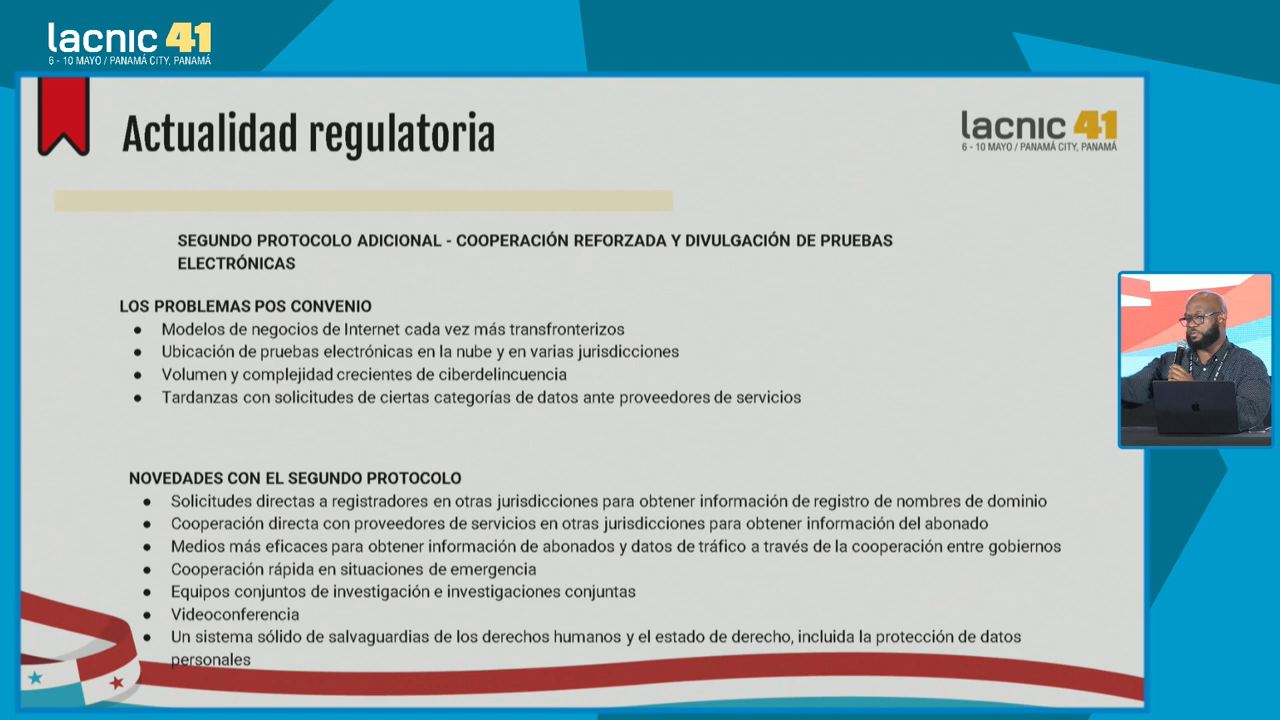 lacnic 41
6 - 10 MAYO / PANAMÁ CITY, PANAMÁ
Actualidad regulatoria
lacnic 41
6 - 10 MAYO / PANAMÁ CITY, PANAMÁ
SEGUNDO PROTOCOLO ADICIONAL - COOPERACIÓN REFORZADA Y DIVULGACIÓN DE PRUEBAS
ELECTRÓNICAS
LOS PROBLEMAS POS CONVENIO
● Modelos de negocios de Internet cada vez más transfronterizos
● Ubicación de pruebas electrónicas en la nube y en varias jurisdicciones
● Volumen y complejidad crecientes de ciberdelincuencia
● Tardanzas con solicitudes de ciertas categorías de datos ante proveedores de servicios
NOVEDADES CON EL SEGUNDO PROTOCOLO
● Solicitudes directas a registradores en otras jurisdicciones para obtener información de registro de nombres de dominio
● Cooperación directa con proveedores de servicios en otras jurisdicciones para obtener información del abonado
● Medios más eficaces para obtener información de abonados y datos de tráfico a través de la cooperación entre gobiernos
● Cooperación rápida en situaciones de emergencia
● Equipos conjuntos de investigación e investigaciones conjuntas
● Videoconferencia
● Un sistema sólido de salvaguardias de los derechos humanos y el estado de derecho, incluida la protección de datos
personales